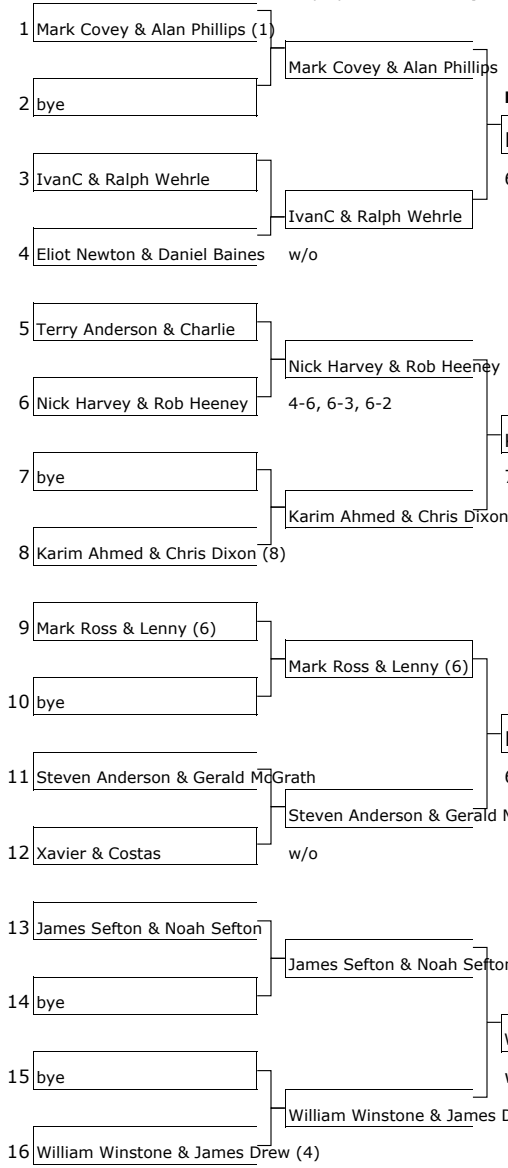 1 Mark Covey & Alan Phillips (1)
Mark Covey & Alan Phillips
2 bye
3 IvanC & Ralph Wehrle
IvanC & Ralph Wehrle
4 Eliot Newton & Daniel Baines w/o
5 Terry Anderson & Charlie
Nick Harvey & Rob Heeney
6 Nick Harvey & Rob Heeney 4-6, 6-3, 6-2
7 bye
Karim Ahmed & Chris Dixon
8 Karim Ahmed & Chris Dixon (8)
9 Mark Ross & Lenny (6)
Mark Ross & Lenny (6)
10 bye
11 Steven Anderson & Gerald McGrath
Steven Anderson & Gerald
12 Xavier & Costas w/o
13 James Sefton & Noah Sefton
James Sefton & Noah Sefton
14 bye
15 bye
William Winstone & James
16 William Winstone & James Drew (4)